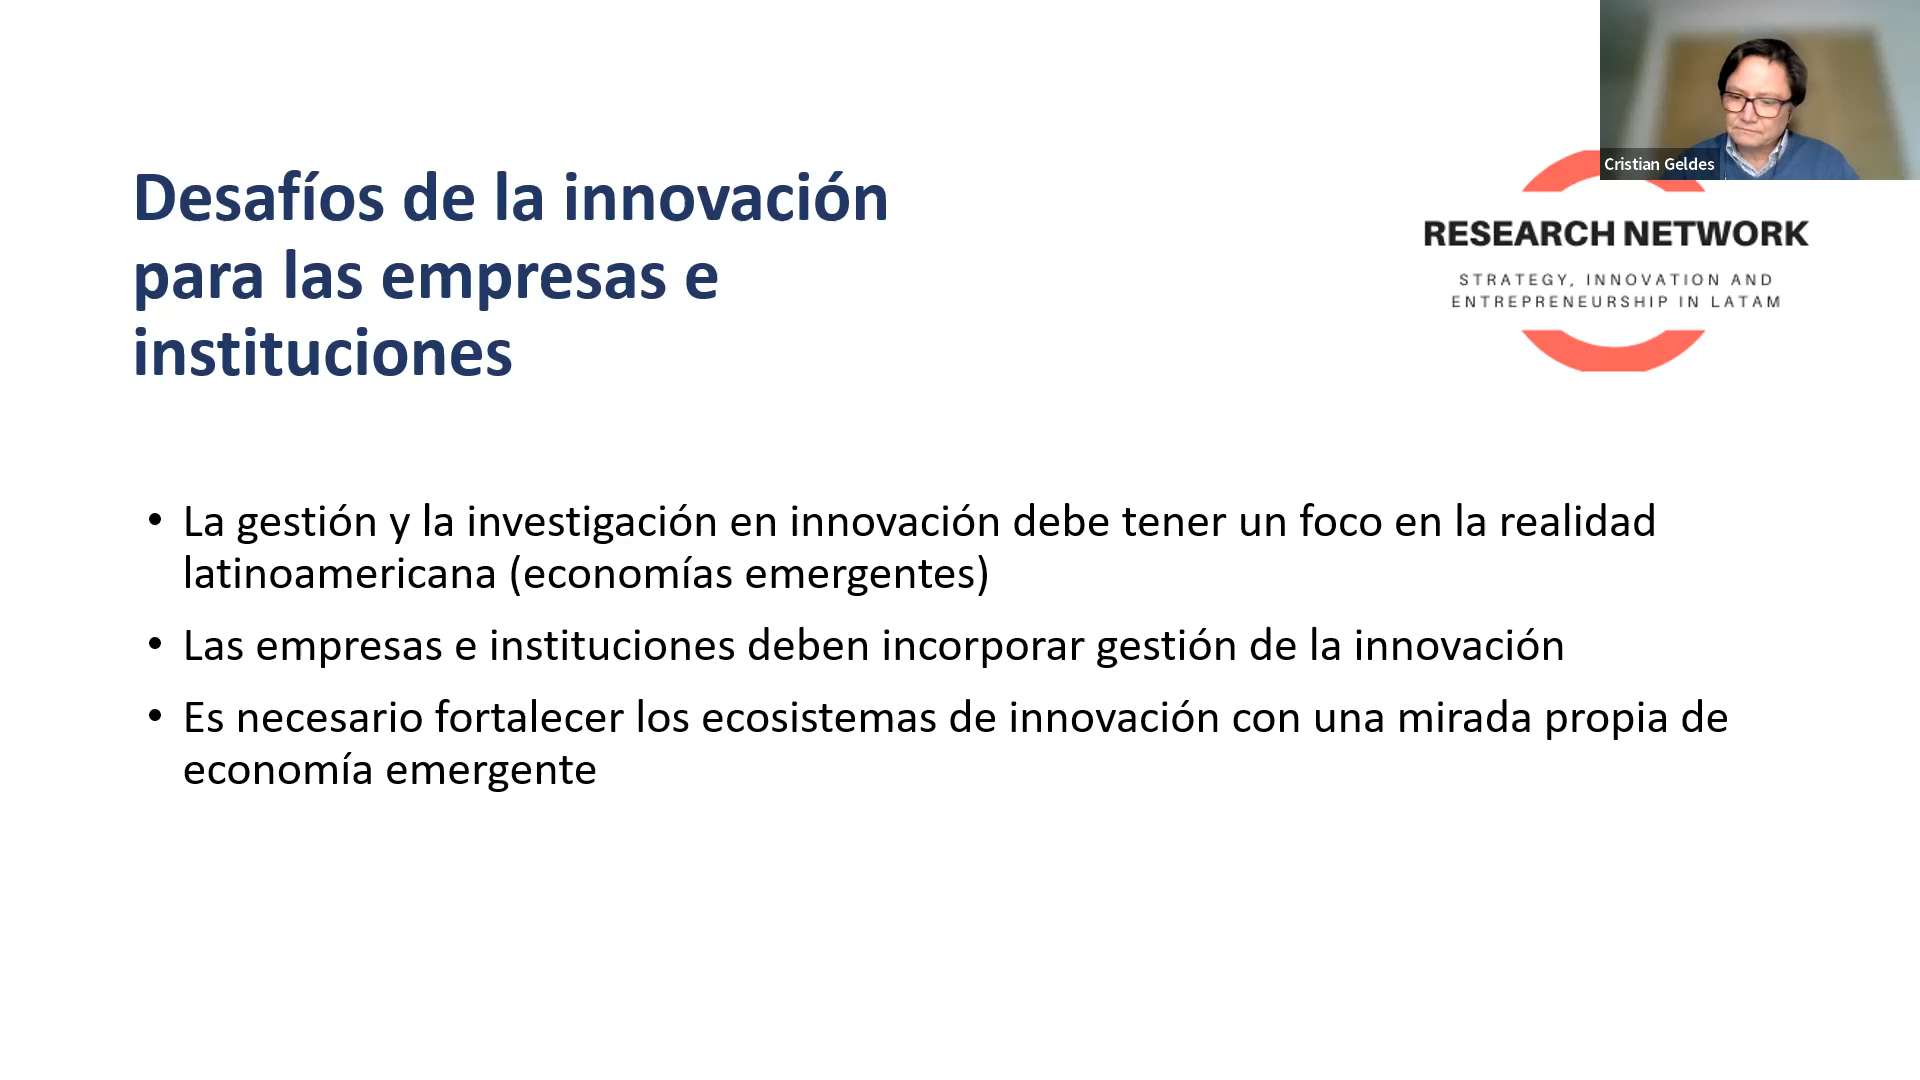 Cristian Geldes
Desafíos de la innovación
para las empresas e
instituciones
RESEARCH NETWORK
STRATEGY, INNOVATION AND
ENTREPRENEURSHIP IN LATAM
• La gestión y la investigación en innovación debe tener un foco en la realidad
latinoamericana (economías emergentes)
• Las empresas e instituciones deben incorporar gestión de la innovación
• Es necesario fortalecer los ecosistemas de innovación con una mirada propia de
economía emergente